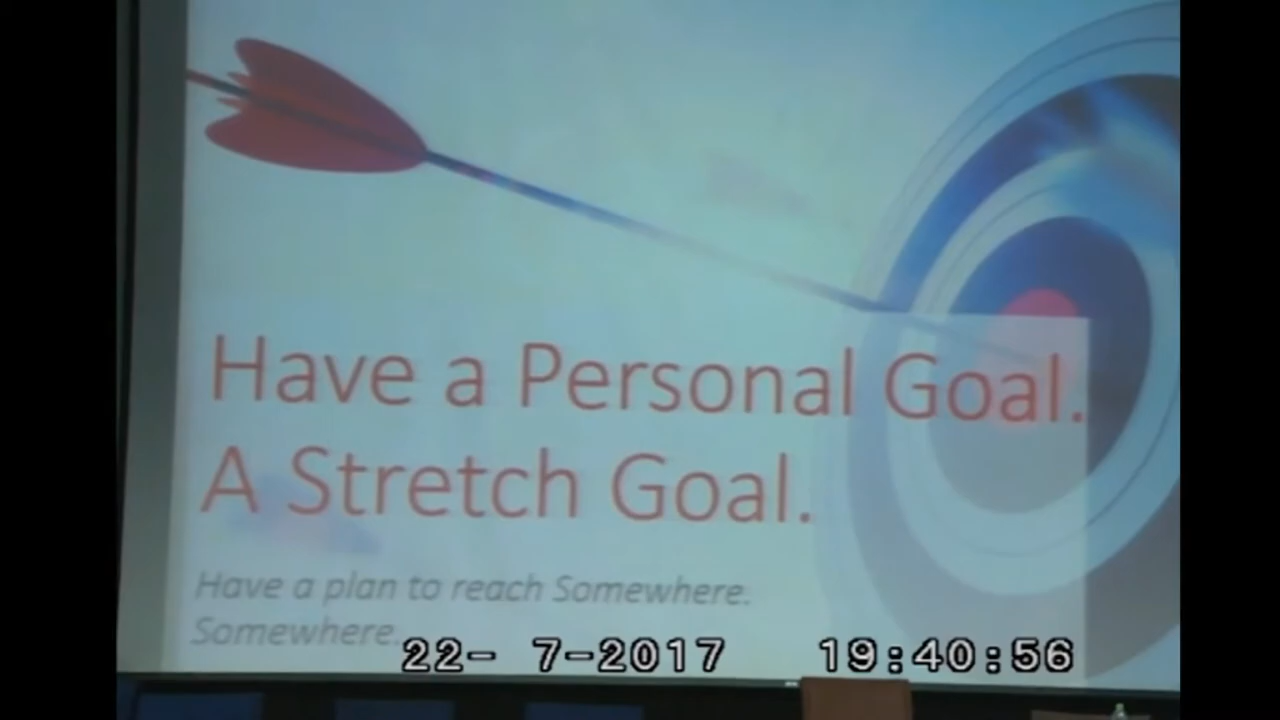 Have a Personal Goal.
A Stretch Goal.
Have a plan to reach Somewhere.
Somewhere.
22- 7-2017 19:40:56